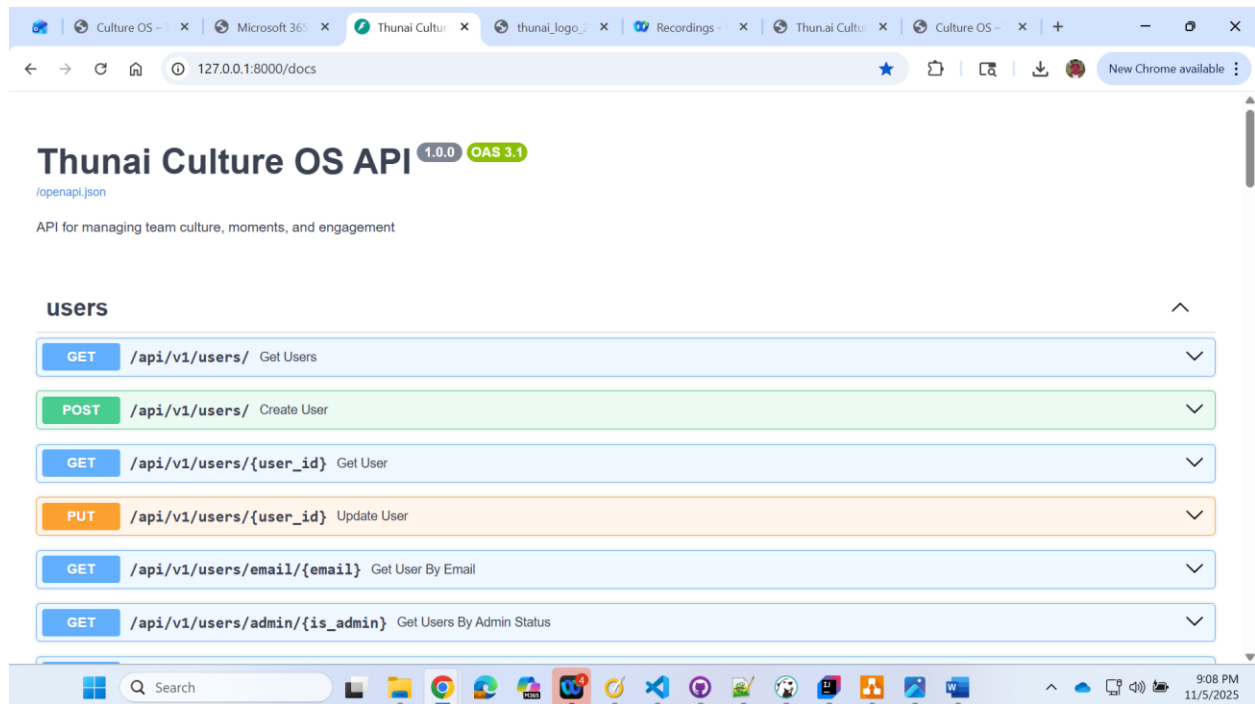 Culture OS –
Microsoft 365
Thunai Cultur
thunai_logo_
Recordings -
Thun.ai Cultu
Culture OS –
127.0.0.1:8000/docs
New Chrome available
Thunai Culture OS API 1.0.0 OAS 3.1
/openapi.json
API for managing team culture, moments, and engagement
users
GET /api/v1/users/ Get Users
POST /api/v1/users/ Create User
GET /api/v1/users/{user_id} Get User
PUT /api/v1/users/{user_id} Update User
GET /api/v1/users/email/{email} Get User By Email
GET /api/v1/users/admin/{is_admin} Get Users By Admin Status
Search
M365
4
9:08 PM
11/5/2025